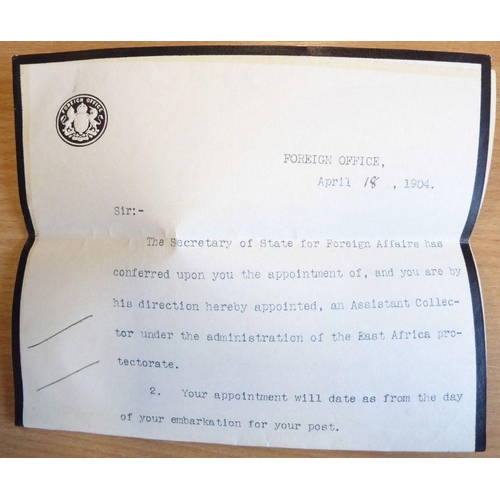 FOREIGN OFFICE
FOREIGN OFFICE,
April 18, 1904.
Sir:-
The Secretary of State for Foreign Affairs has
conferred upon you the appointment of, and you are by
his direction hereby appointed, an Assistant Collec-
tor under the administration of the East Africa pro-
tectorate.
2. Your appointment will date as from the day
of your embarkation for your post.